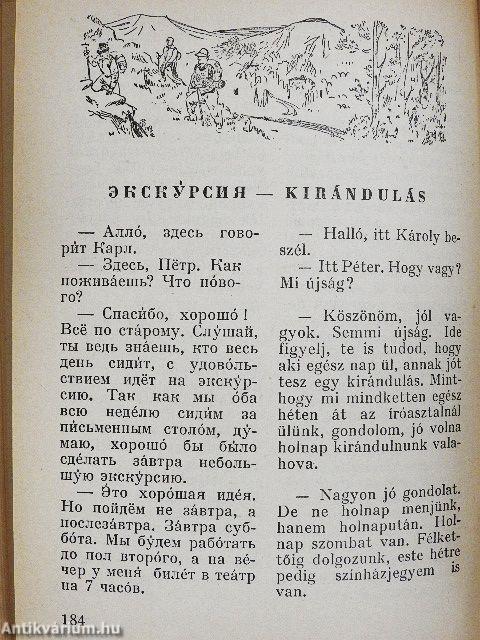 ЭКСКУ́РСИЯ — KIRÁNDULÁS
— Алло́, здесь гово-
ри́т Карл.
— Здесь, Пётр. Как
пожива́ешь? Что но́во-
го?
— Спаси́бо, хорошо́!
Всё по ста́рому. Слу́шай,
ты ведь зна́ешь, кто весь
день сиди́т, с удово́ль-
ствием идёт на экску́р-
сию. Так как мы о́ба
всю неде́лю сиди́м за
пи́сьменным столо́м, ду́-
маю, хорошо́ бы бы́ло
сде́лать за́втра неболь-
шу́ю экску́рсию.
— Э́то хоро́шая иде́я.
Но пойдём не за́втра, а
послеза́втра. За́втра суб-
бо́та. Мы бу́дем рабо́тать
до пол второ́го, а на ве́-
чер у меня́ биле́т в теа́тр
на 7 часо́в.
— Halló, itt Károly be-
szél.
— Itt Péter. Hogy vagy?
Mi újság?
— Köszönöm, jól va-
gyok. Semmi újság. Ide
figyelj, te is tudod, hogy
aki egész nap ül, annak jót
tesz egy kirándulás. Mint-
hogy mi mindketten egész
héten át az íróasztalnál
ülünk, gondolom, jó volna
holnap kirándulnunk vala-
hova.
— Nagyon jó gondolat.
De ne holnap menjünk,
hanem holnapután. Hol-
nap szombat van. Félket-
tőig dolgozunk, este hétre
pedig színházjegyem is
van.
184
Antikvárium.hu